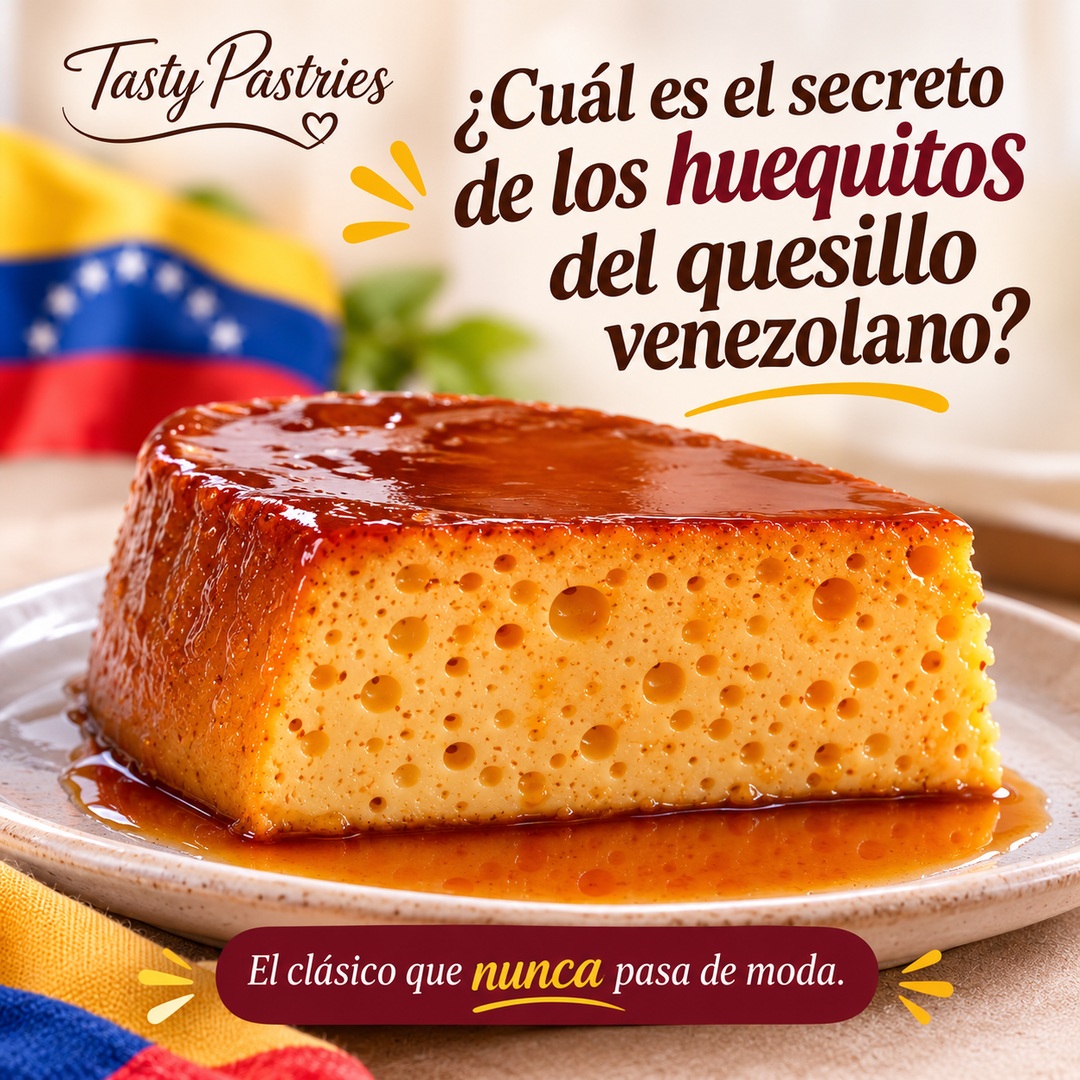 Tasty Pastries
¿Cuál es el secreto
de los huequitos
del quesillo
venezolano?
El clásico que nunca pasa de moda.